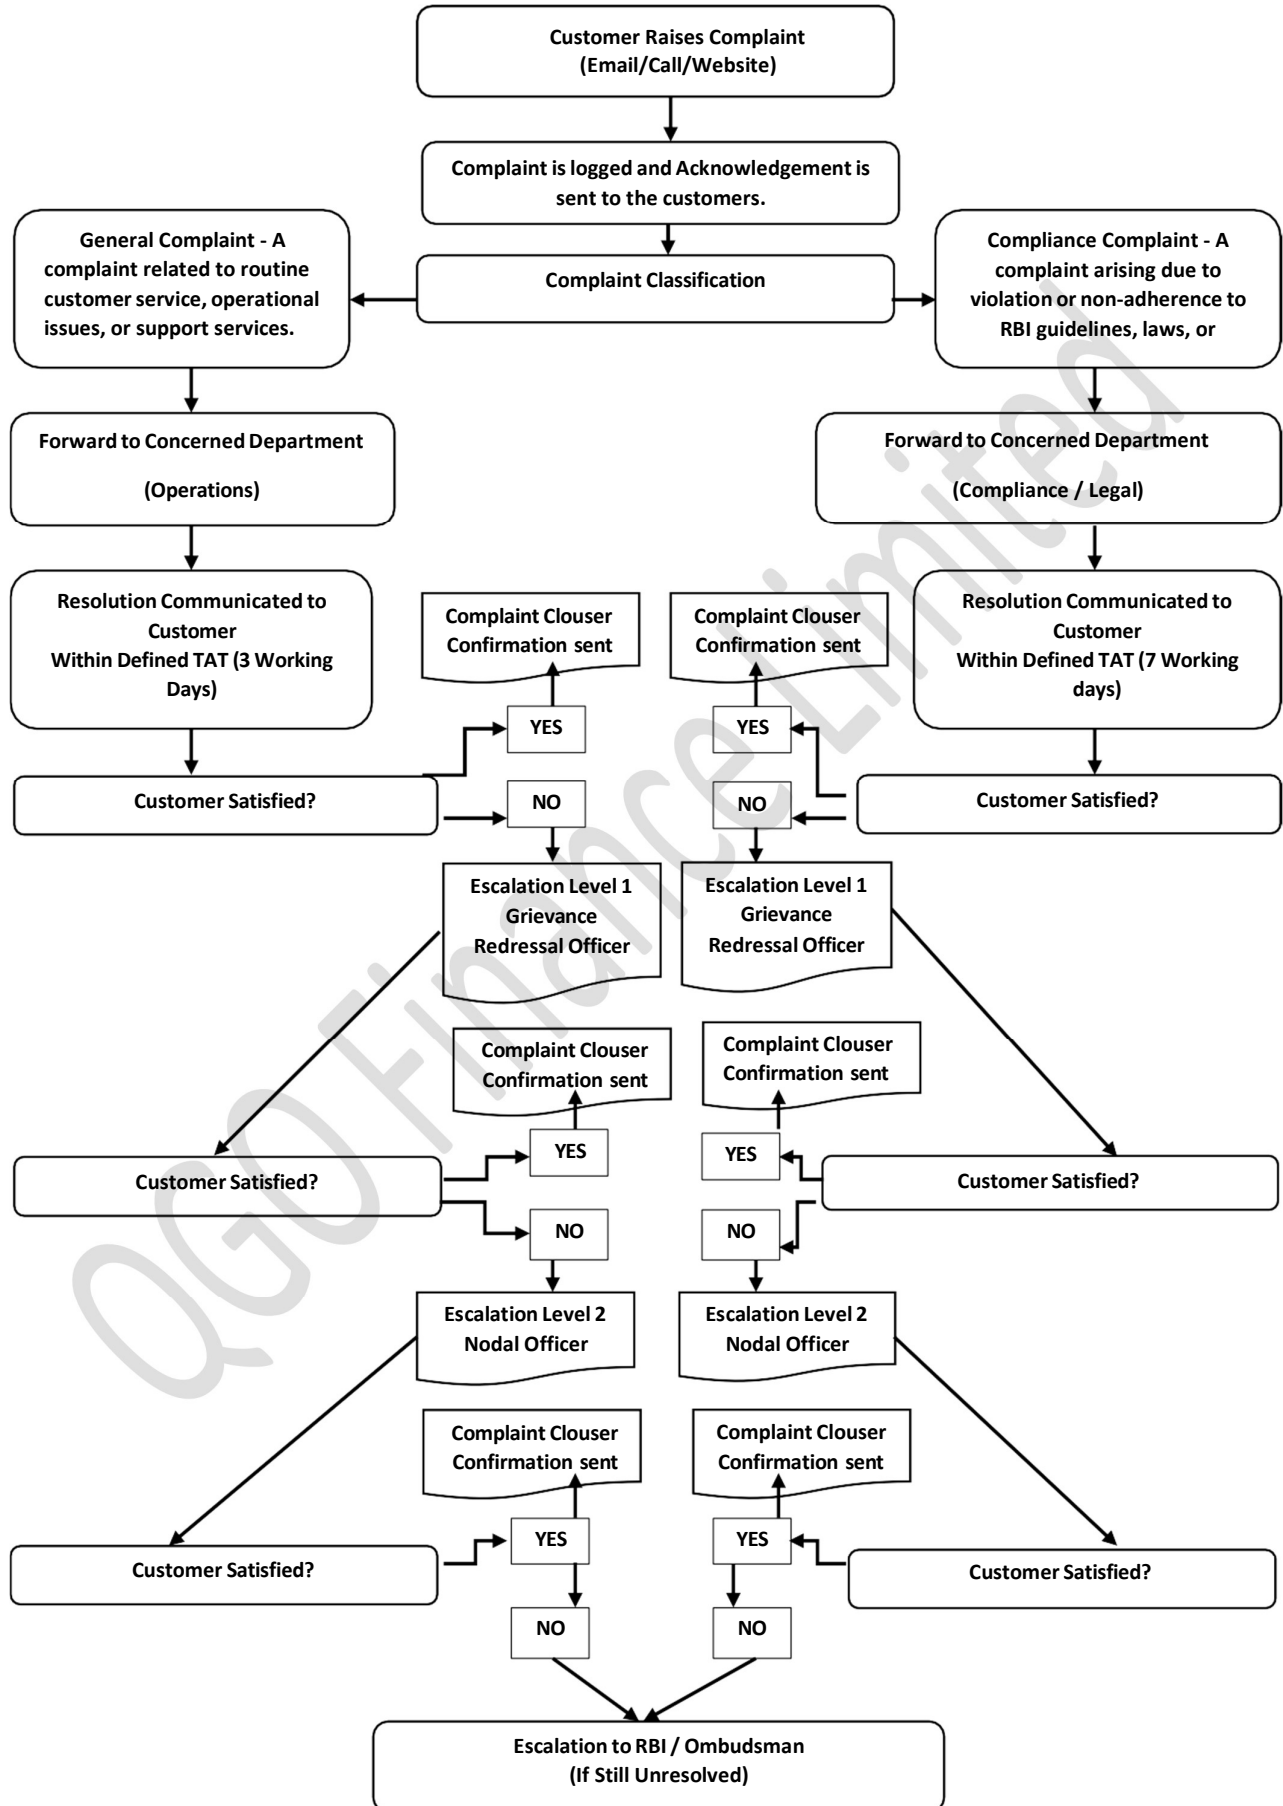 Customer Raises Complaint
(Email/Call/Website)
Complaint is logged and Acknowledgement is
sent to the customers.
General Complaint - A
complaint related to routine
customer service, operational
issues, or support services.
Complaint Classification
Compliance Complaint - A
complaint arising due to
violation or non-adherence to
RBI guidelines, laws, or
Forward to Concerned Department
(Operations)
Forward to Concerned Department
(Compliance / Legal)
Resolution Communicated to
Customer
Within Defined TAT (3 Working
Days)
Complaint Clouser
Confirmation sent
Complaint Clouser
Confirmation sent
Resolution Communicated to
Customer
Within Defined TAT (7 Working
days)
YES
YES
Customer Satisfied?
NO
NO
Customer Satisfied?
Escalation Level 1
Grievance
Redressal Officer
Escalation Level 1
Grievance
Redressal Officer
Complaint Clouser
Confirmation sent
Complaint Clouser
Confirmation sent
YES
YES
Customer Satisfied?
Customer Satisfied?
NO
NO
Escalation Level 2
Nodal Officer
Escalation Level 2
Nodal Officer
Complaint Clouser
Confirmation sent
Complaint Clouser
Confirmation sent
YES
YES
Customer Satisfied?
Customer Satisfied?
NO
NO
Escalation to RBI / Ombudsman
(If Still Unresolved)
QGO Finance Limited